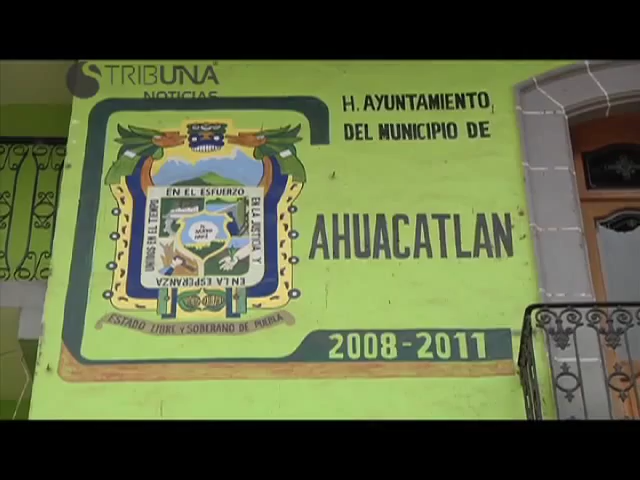 STRIBUNA
NOTICIAS
H. AYUNTAMIENTO
DEL MUNICIPIO DE
AHUACATLAN
UNIDOS EN EL TIEMPO
EN EL ESFUERZO
EN LA JUSTICIA Y
EN LA ESPERANZA
ESTADO LIBRE Y SOBERANO DE PUEBLA
2008-2011